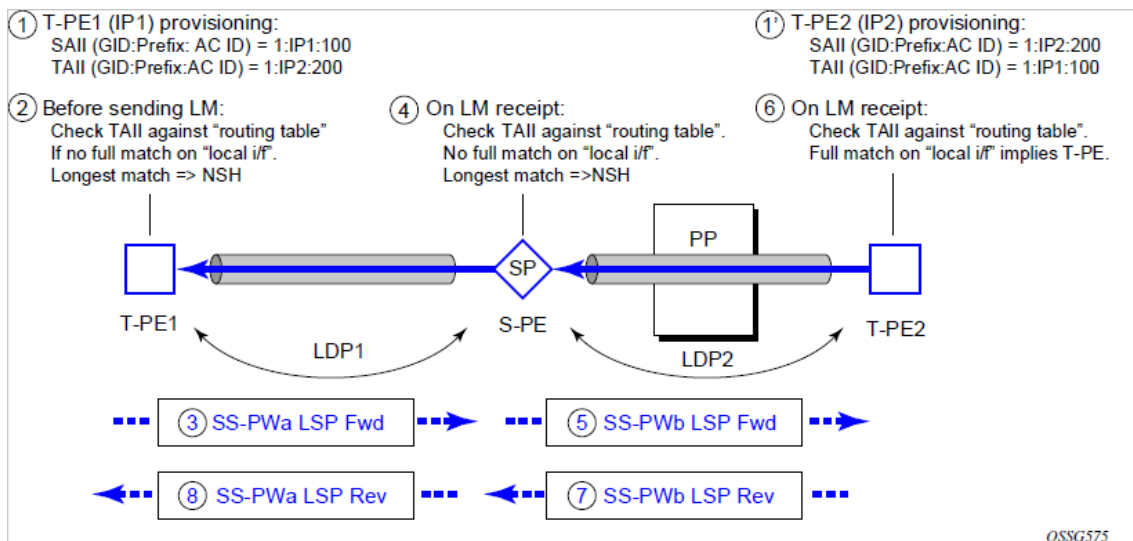 1 T-PE1 (IP1) provisioning:
SAII (GID:Prefix: AC ID) = 1:IP1:100
TAII (GID:Prefix:AC ID) = 1:IP2:200
1' T-PE2 (IP2) provisioning:
SAII (GID:Prefix:AC ID) = 1:IP2:200
TAII (GID:Prefix:AC ID) = 1:IP1:100
2 Before sending LM:
Check TAII against “routing table”
If no full match on “local i/f”.
Longest match => NSH
4 On LM receipt:
Check TAII against “routing table”.
No full match on “local i/f”.
Longest match =>NSH
6 On LM receipt:
Check TAII against “routing table”.
Full match on “local i/f” implies T-PE.
PP
SP
T-PE1
S-PE
T-PE2
LDP1
LDP2
3 SS-PWa LSP Fwd
5 SS-PWb LSP Fwd
8 SS-PWa LSP Rev
7 SS-PWb LSP Rev
OSSG575